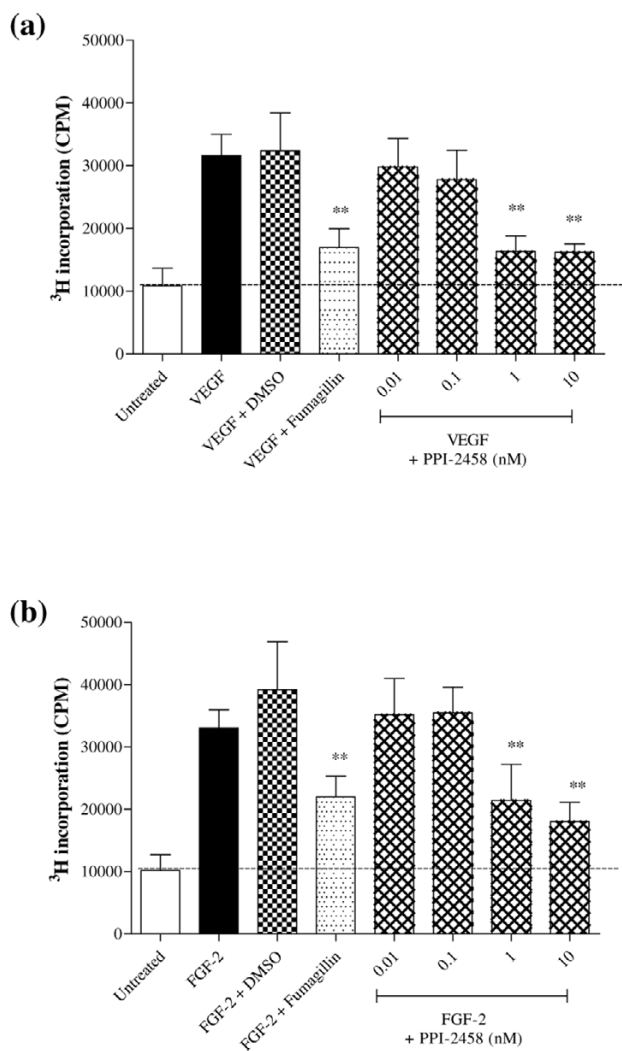 (a)
50000
40000
30000
20000
10000
0
³H incorporation (CPM)
**
**
**
Untreated
VEGF
VEGF + DMSO
VEGF + Fumagillin
0.01
0.1
1
10
VEGF
+ PPI-2458 (nM)
(b)
50000
40000
30000
20000
10000
0
³H incorporation (CPM)
**
**
**
Untreated
FGF-2
FGF-2 + DMSO
FGF-2 + Fumagillin
0.01
0.1
1
10
FGF-2
+ PPI-2458 (nM)